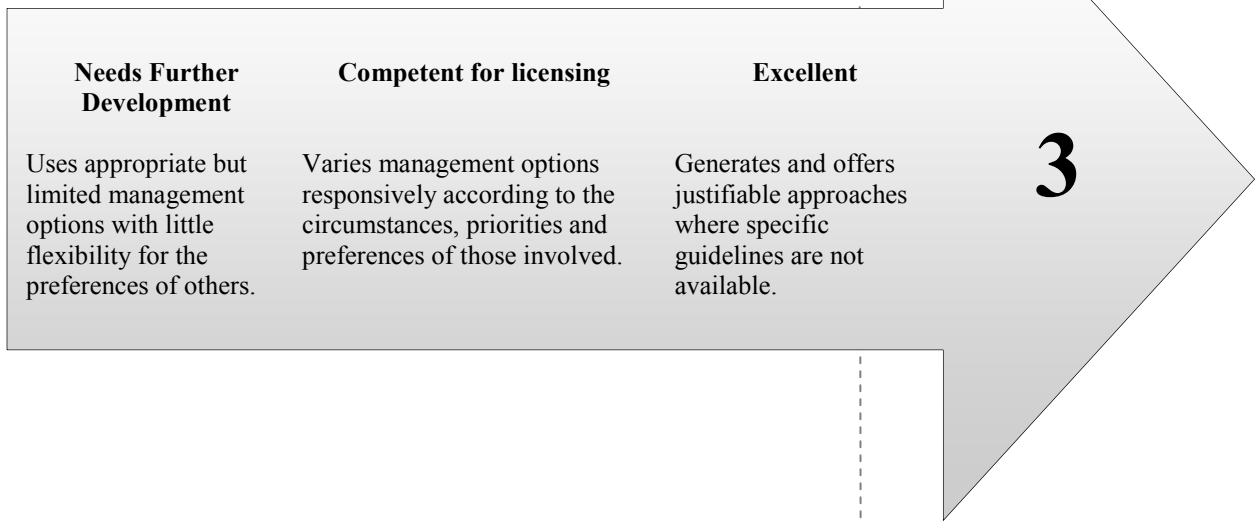 Needs Further
Development
Uses appropriate but
limited management
options with little
flexibility for the
preferences of others.
Competent for licensing
Varies management options
responsively according to the
circumstances, priorities and
preferences of those involved.
Excellent
Generates and offers
justifiable approaches
where specific
guidelines are not
available.
3